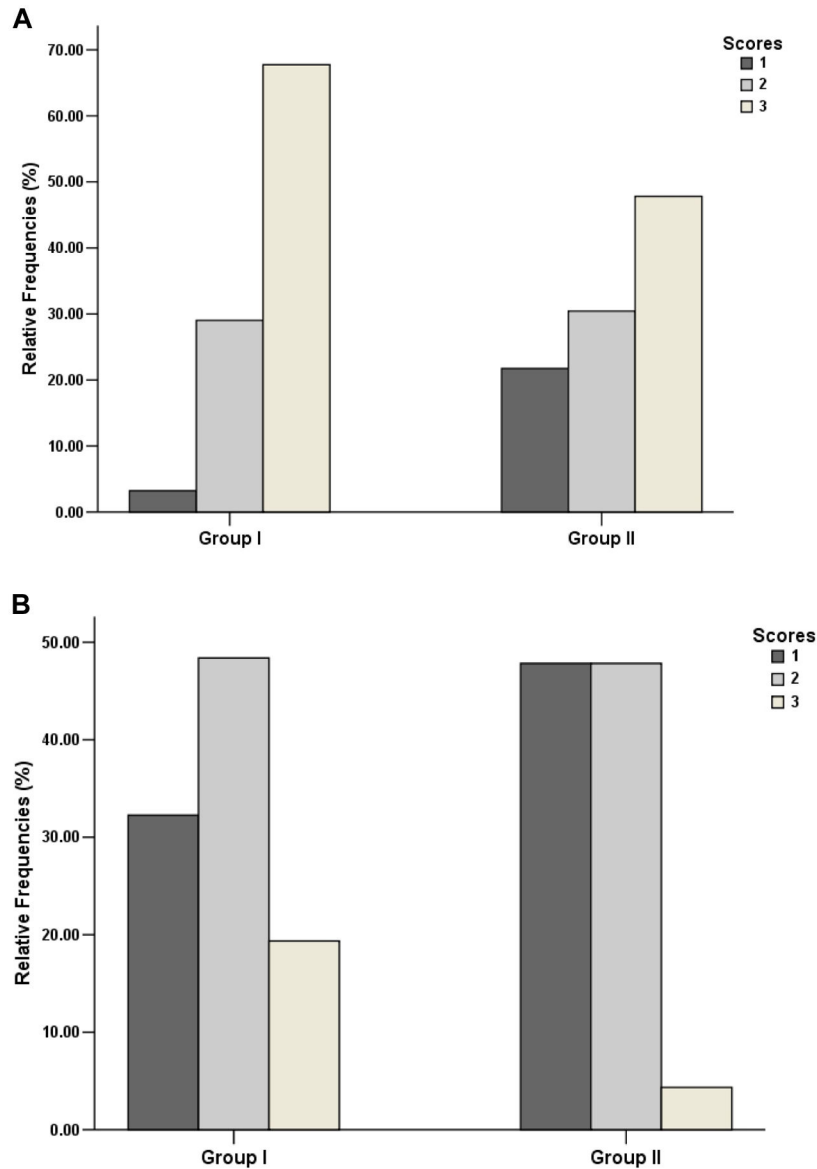 A
Relative Frequencies (%)
70.00
60.00
50.00
40.00
30.00
20.00
10.00
0.00
Group I
Group II
Scores
1
2
3
B
Relative Frequencies (%)
50.00
40.00
30.00
20.00
10.00
0.00
Group I
Group II
Scores
1
2
3